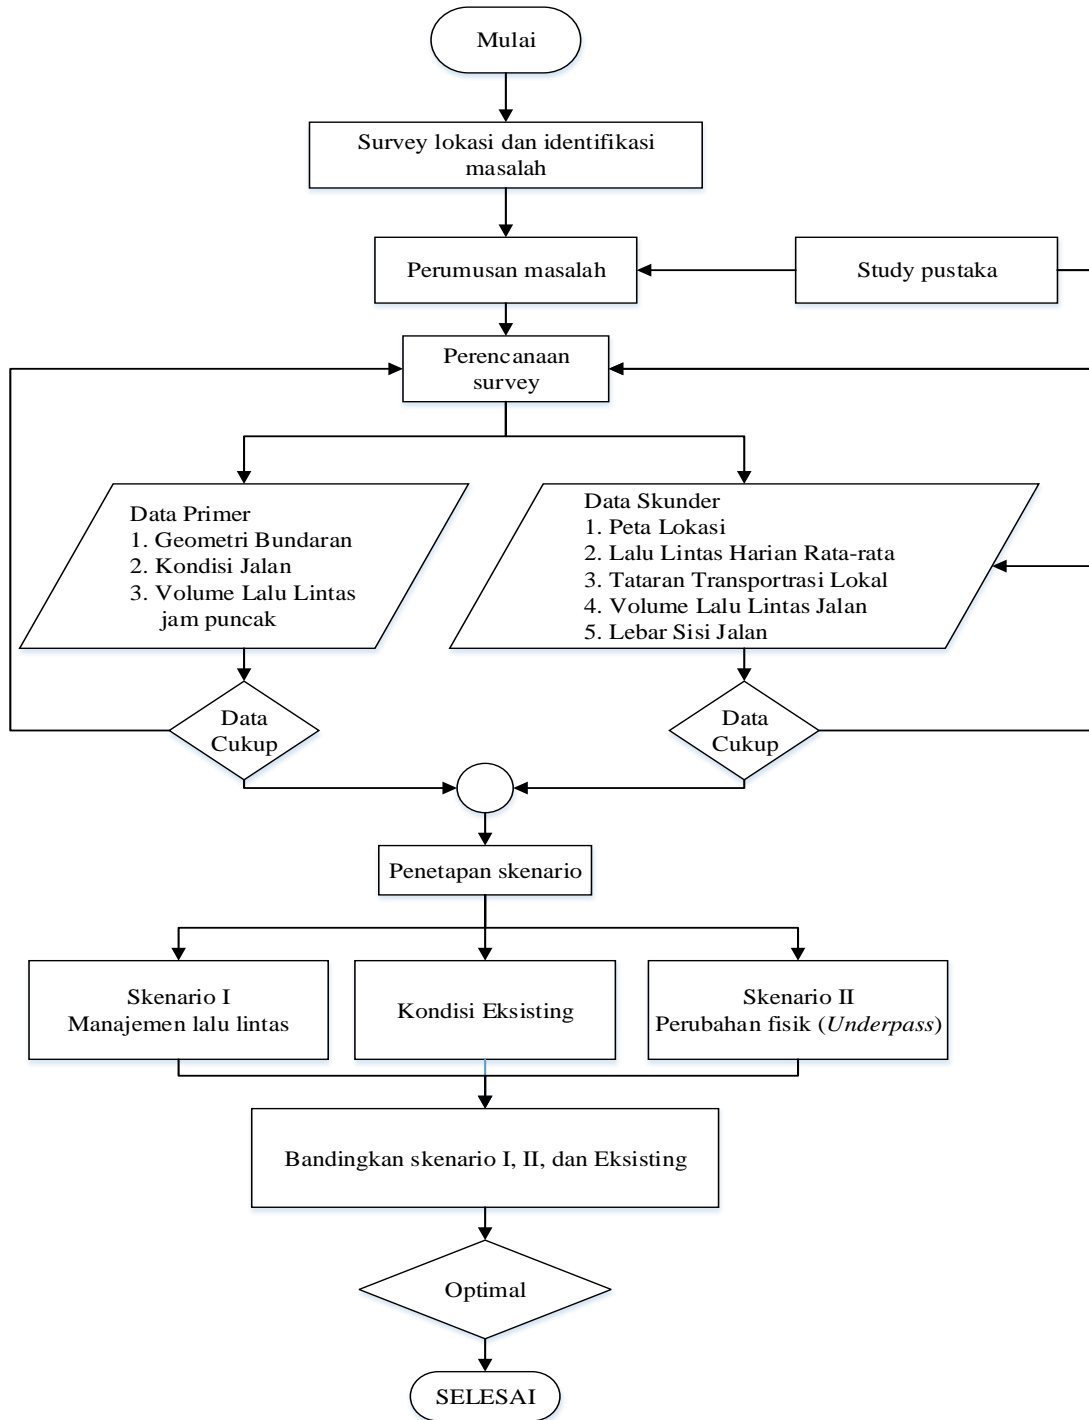 Mulai
Survey lokasi dan identifikasi
masalah
Perumusan masalah
Study pustaka
Perencanaan
survey
Data Primer
1. Geometri Bundaran
2. Kondisi Jalan
3. Volume Lalu Lintas
jam puncak
Data Skunder
1. Peta Lokasi
2. Lalu Lintas Harian Rata-rata
3. Tataran Transportrasi Lokal
4. Volume Lalu Lintas Jalan
5. Lebar Sisi Jalan
Data
Cukup
Data
Cukup
Penetapan skenario
Skenario I
Manajemen lalu lintas
Kondisi Eksisting
Skenario II
Perubahan fisik (Underpass)
Bandingkan skenario I, II, dan Eksisting
Optimal
SELESAI